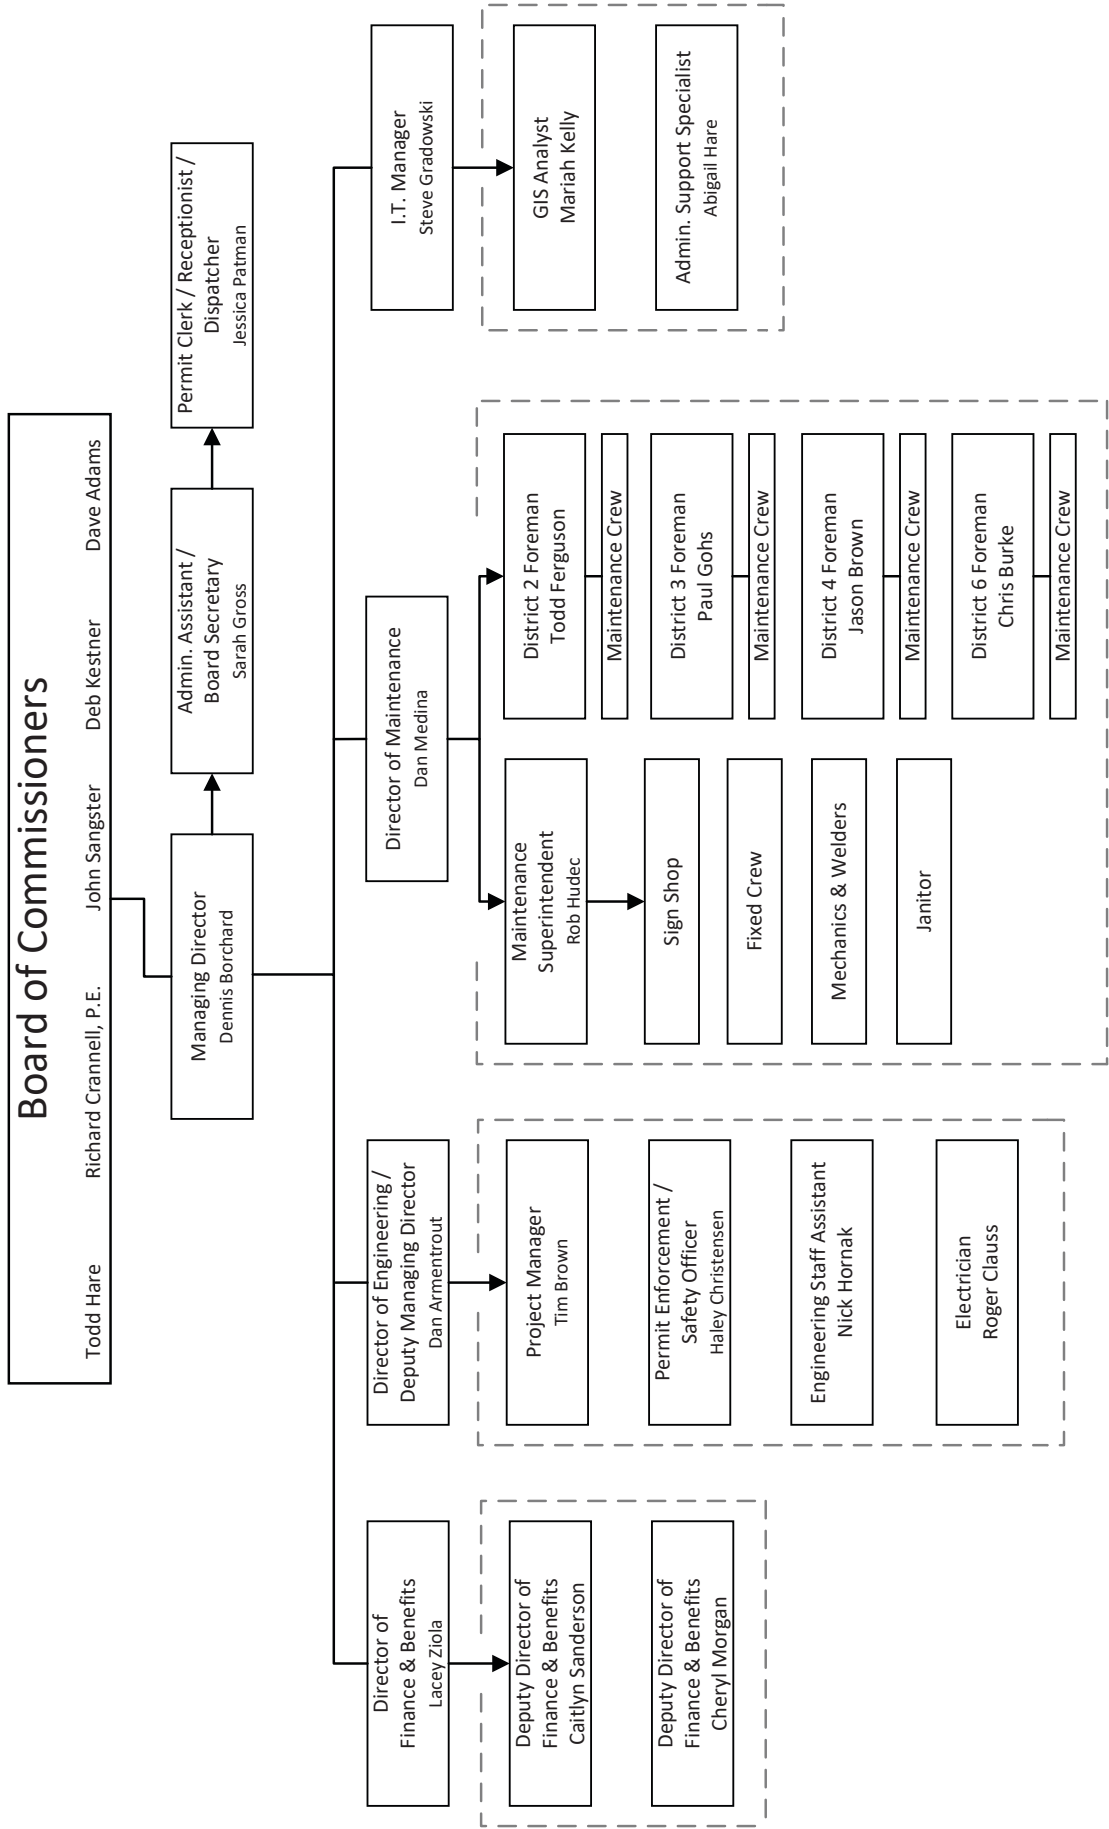 Board of Commissioners
Todd Hare Richard Crannell, P.E. John Sangster Deb Kestner Dave Adams
Managing Director
Dennis Borchard
Admin. Assistant /
Board Secretary
Sarah Gross
Permit Clerk / Receptionist /
Dispatcher
Jessica Patman
Director of
Finance & Benefits
Lacey Ziola
Deputy Director of
Finance & Benefits
Caitlyn Sanderson
Deputy Director of
Finance & Benefits
Cheryl Morgan
Director of Engineering /
Deputy Managing Director
Dan Armentrout
Project Manager
Tim Brown
Permit Enforcement /
Safety Officer
Haley Christensen
Engineering Staff Assistant
Nick Hornak
Electrician
Roger Clauss
Director of Maintenance
Dan Medina
Maintenance
Superintendent
Rob Hudec
Sign Shop
Fixed Crew
Mechanics & Welders
Janitor
District 2 Foreman
Todd Ferguson
Maintenance Crew
District 3 Foreman
Paul Gohs
Maintenance Crew
District 4 Foreman
Jason Brown
Maintenance Crew
District 6 Foreman
Chris Burke
Maintenance Crew
I.T. Manager
Steve Gradowski
GIS Analyst
Mariah Kelly
Admin. Support Specialist
Abigail Hare